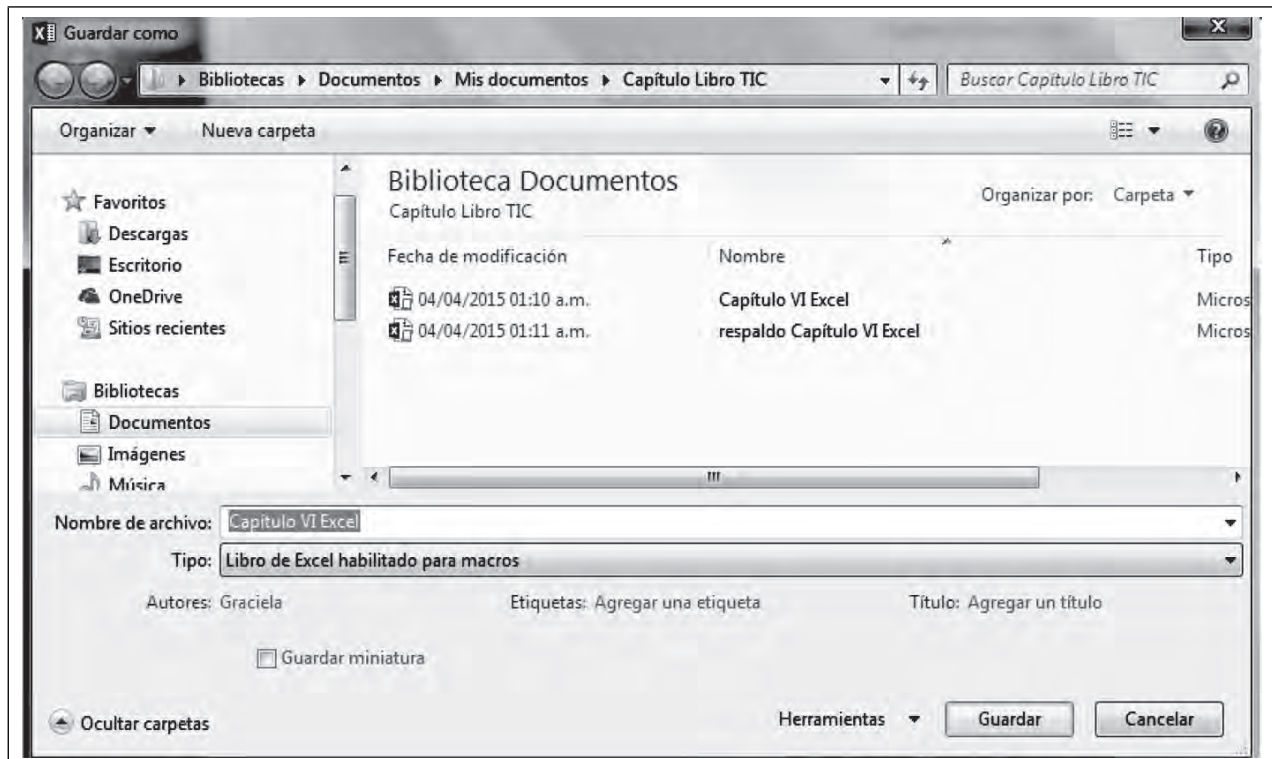 Guardar como
Bibliotecas ▸ Documentos ▸ Mis documentos ▸ Capítulo Libro TIC
Buscar Capítulo Libro TIC
Organizar Nueva carpeta
Favoritos
Descargas
Escritorio
OneDrive
Sitios recientes
Bibliotecas
Documentos
Imágenes
Música
Biblioteca Documentos
Capítulo Libro TIC
Organizar por: Carpeta
Fecha de modificación Nombre Tipo
04/04/2015 01:10 a.m. Capítulo VI Excel Micros
04/04/2015 01:11 a.m. respaldo Capítulo VI Excel Micros
Nombre de archivo: Capítulo VI Excel
Tipo: Libro de Excel habilitado para macros
Autores: Graciela Etiquetas: Agregar una etiqueta Título: Agregar un título
Guardar miniatura
Ocultar carpetas Herramientas Guardar Cancelar